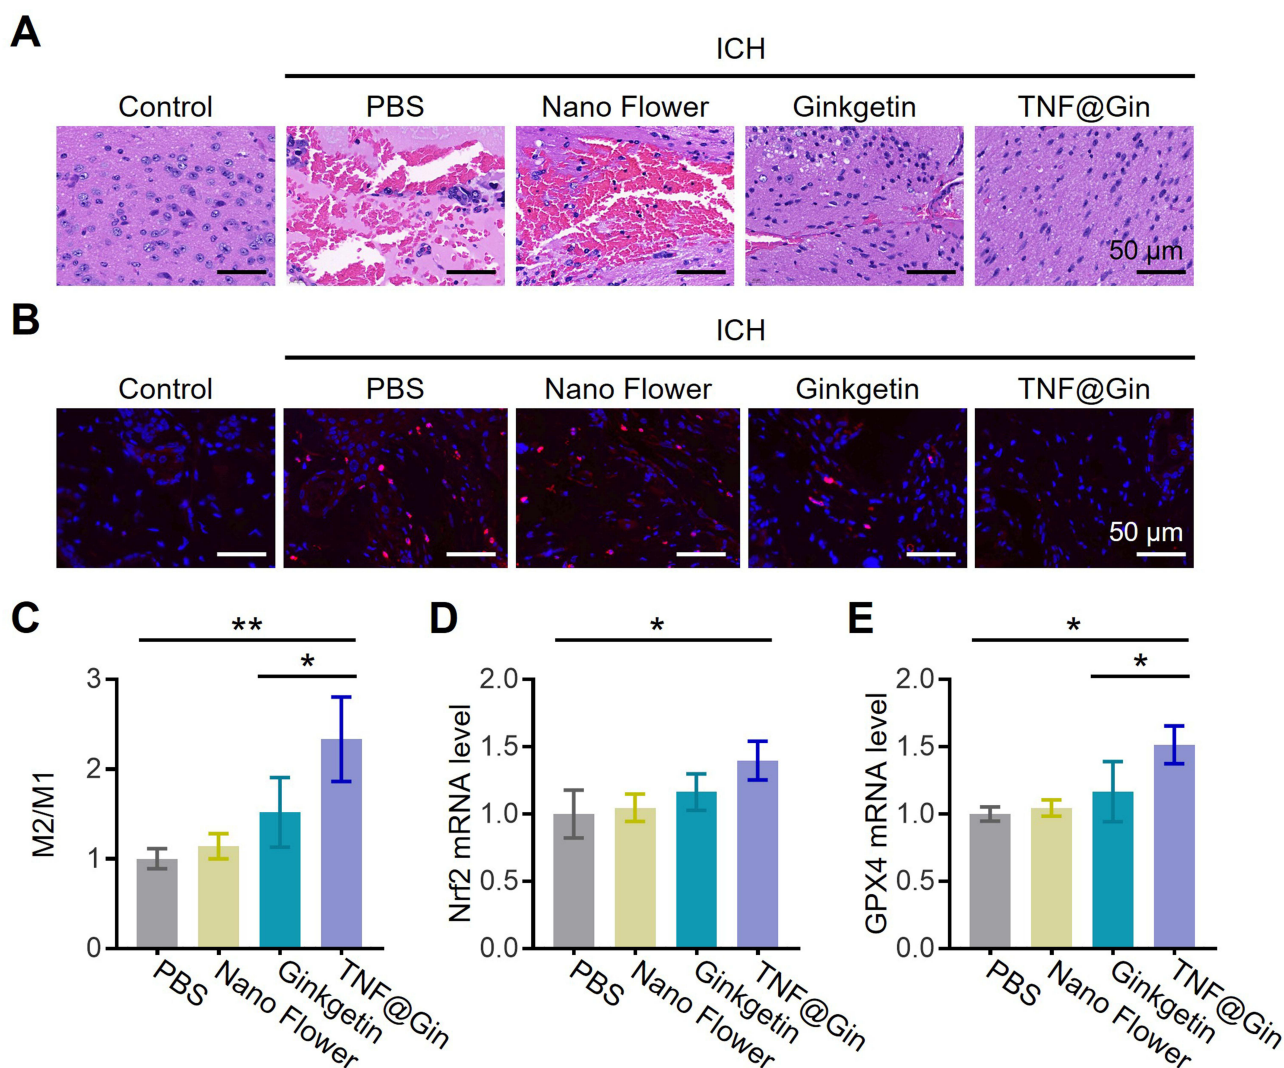 A
ICH
Control PBS Nano Flower Ginkgetin TNF@Gin
50 µm
B
ICH
Control PBS Nano Flower Ginkgetin TNF@Gin
50 µm
C
**
*
M2/M1
3
2
1
0
PBS
Nano Flower
Ginkgetin
TNF@Gin
D
*
Nrf2 mRNA level
2.0
1.5
1.0
0.5
0.0
PBS
Nano Flower
Ginkgetin
TNF@Gin
E
*
*
GPX4 mRNA level
2.0
1.5
1.0
0.5
0.0
PBS
Nano Flower
Ginkgetin
TNF@Gin